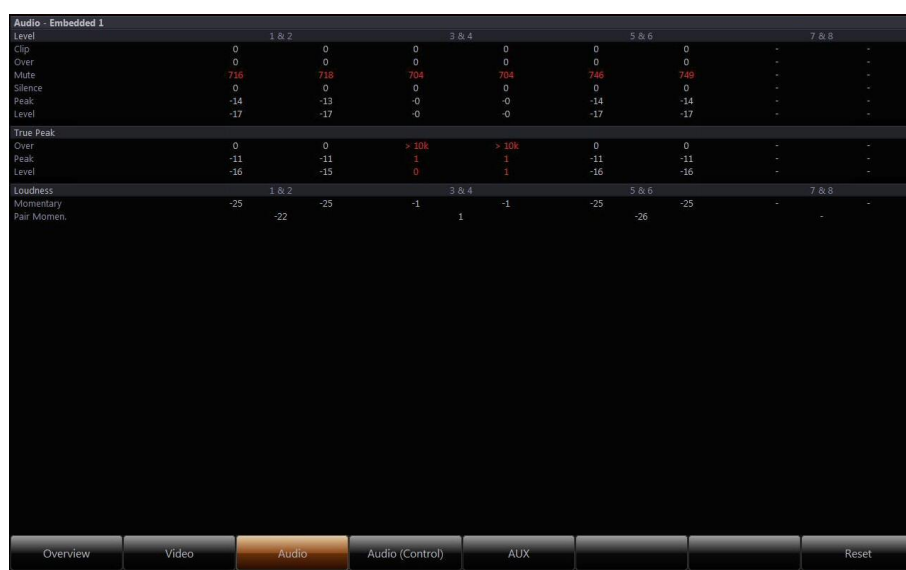 Audio - Embedded 1
Level 1 & 2 3 & 4 5 & 6 7 & 8
Clip 0 0 0 0 0 0 - -
Over 0 0 0 0 0 0 - -
Mute 716 718 704 704 746 749 - -
Silence 0 0 0 0 0 0 - -
Peak -14 -13 -0 -0 -14 -14 - -
Level -17 -17 -0 -0 -17 -17 - -
True Peak
Over 0 0 > 10k > 10k 0 0 - -
Peak -11 -11 1 1 -11 -11 - -
Level -16 -15 0 1 -16 -16 - -
Loudness 1 & 2 3 & 4 5 & 6 7 & 8
Momentary -25 -25 -1 -1 -25 -25 - -
Pair Momen. -22 1 -26 -
Overview Video Audio Audio (Control) AUX Reset